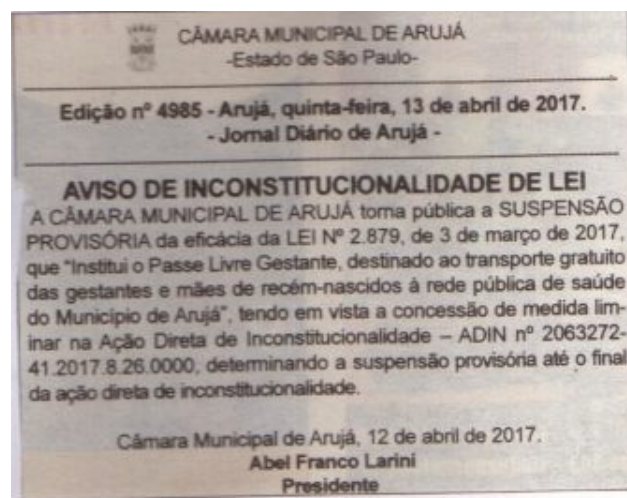 CÂMARA MUNICIPAL DE ARUJÁ
-Estado de São Paulo-
Edição nº 4985 - Arujá, quinta-feira, 13 de abril de 2017.
- Jornal Diário de Arujá -
AVISO DE INCONSTITUCIONALIDADE DE LEI
A CÂMARA MUNICIPAL DE ARUJÁ torna pública a SUSPENSÃO
PROVISÓRIA da eficácia da LEI Nº 2.879, de 3 de março de 2017,
que “Institui o Passe Livre Gestante, destinado ao transporte gratuito
das gestantes e mães de recém-nascidos à rede pública de saúde
do Município de Arujá”, tendo em vista a concessão de medida lim-
inar na Ação Direta de Inconstitucionalidade – ADIN nº 2063272-
41.2017.8.26.0000, determinando a suspensão provisória até o final
da ação direta de inconstitucionalidade.
Câmara Municipal de Arujá, 12 de abril de 2017.
Abel Franco Larini
Presidente